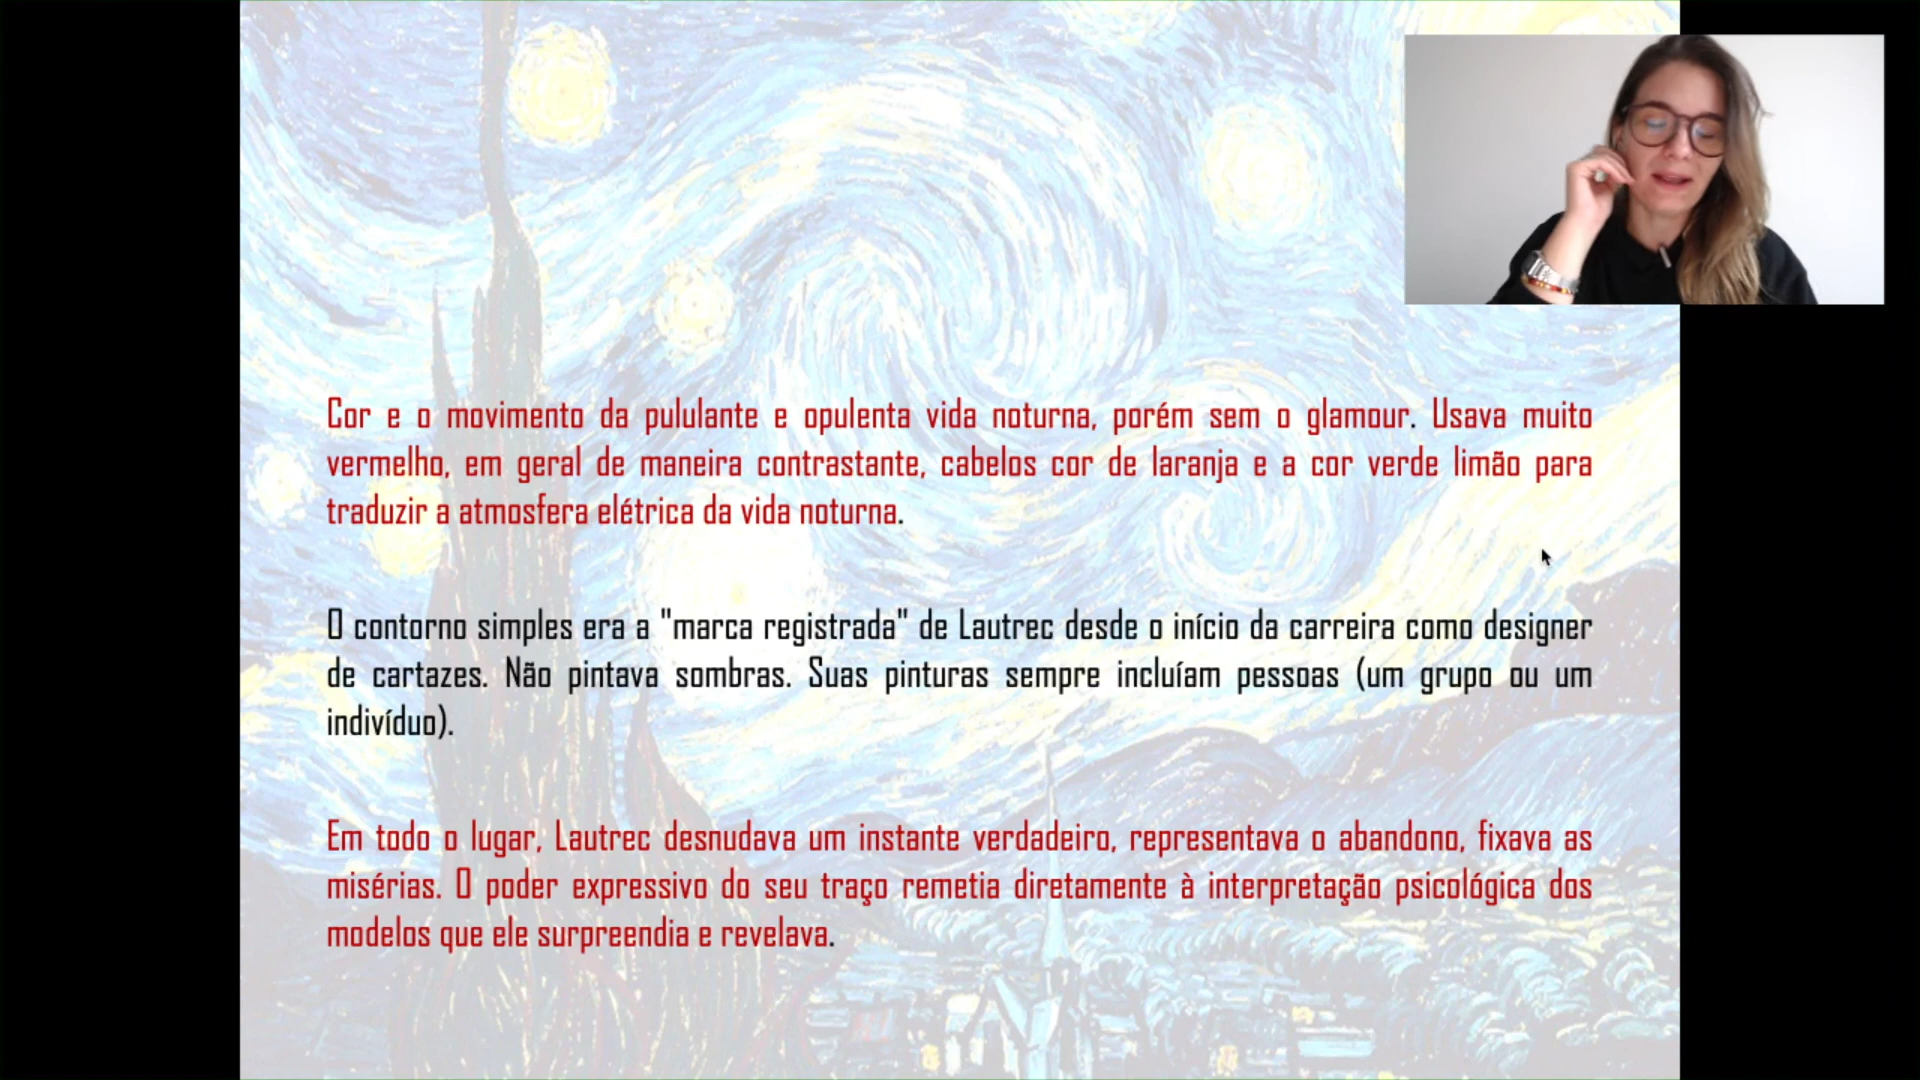 Cor e o movimento da pululante e opulenta vida noturna, porém sem o glamour. Usava muito
vermelho, em geral de maneira contrastante, cabelos cor de laranja e a cor verde limão para
traduzir a atmosfera elétrica da vida noturna.
O contorno simples era a "marca registrada" de Lautrec desde o início da carreira como designer
de cartazes. Não pintava sombras. Suas pinturas sempre incluíam pessoas (um grupo ou um
indivíduo).
Em todo o lugar, Lautrec desnudava um instante verdadeiro, representava o abandono, fixava as
misérias. O poder expressivo do seu traço remetia diretamente à interpretação psicológica dos
modelos que ele surpreendia e revelava.